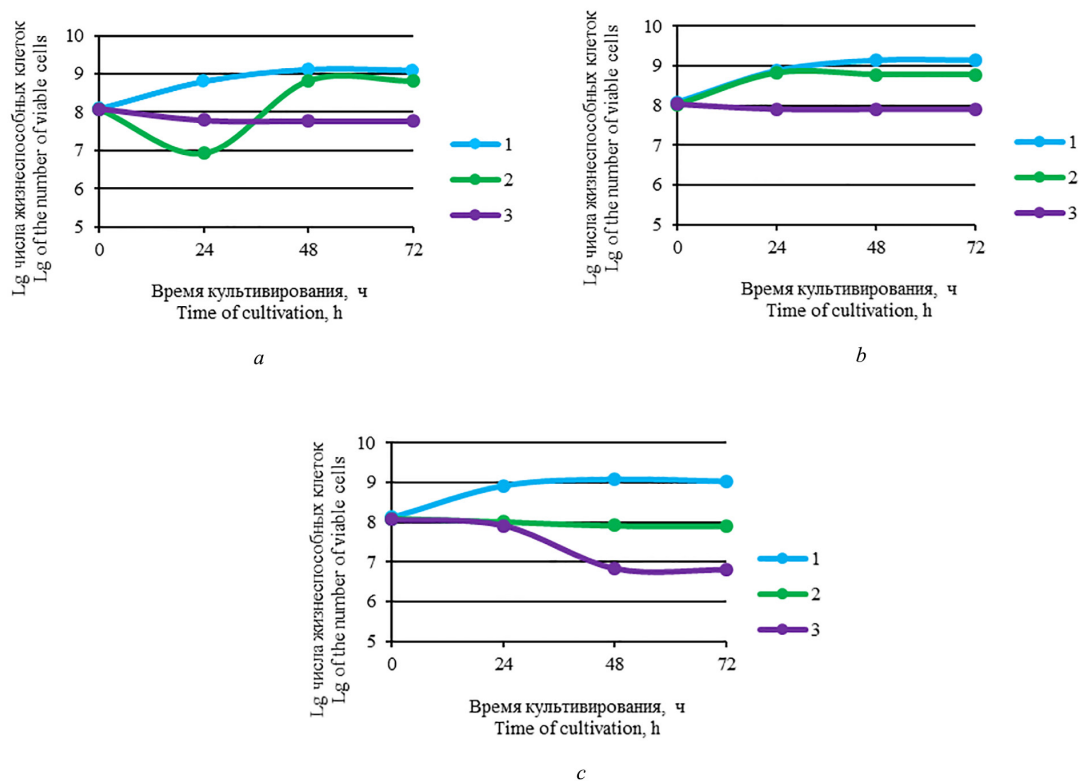 Lg числа жизнеспособных клеток
Lg of the number of viable cells
10
9
8
7
6
5
0
24
48
72
1
2
3
Время культивирования, ч
Time of cultivation, h
a
Lg числа жизнеспособных клеток
Lg of the number of viable cells
10
9
8
7
6
5
0
24
48
72
1
2
3
Время культивирования, ч
Time of cultivation, h
b
Lg числа жизнеспособных клеток
Lg of the number of viable cells
10
9
8
7
6
5
0
24
48
72
1
2
3
Время культивирования, ч
Time of cultivation, h
c